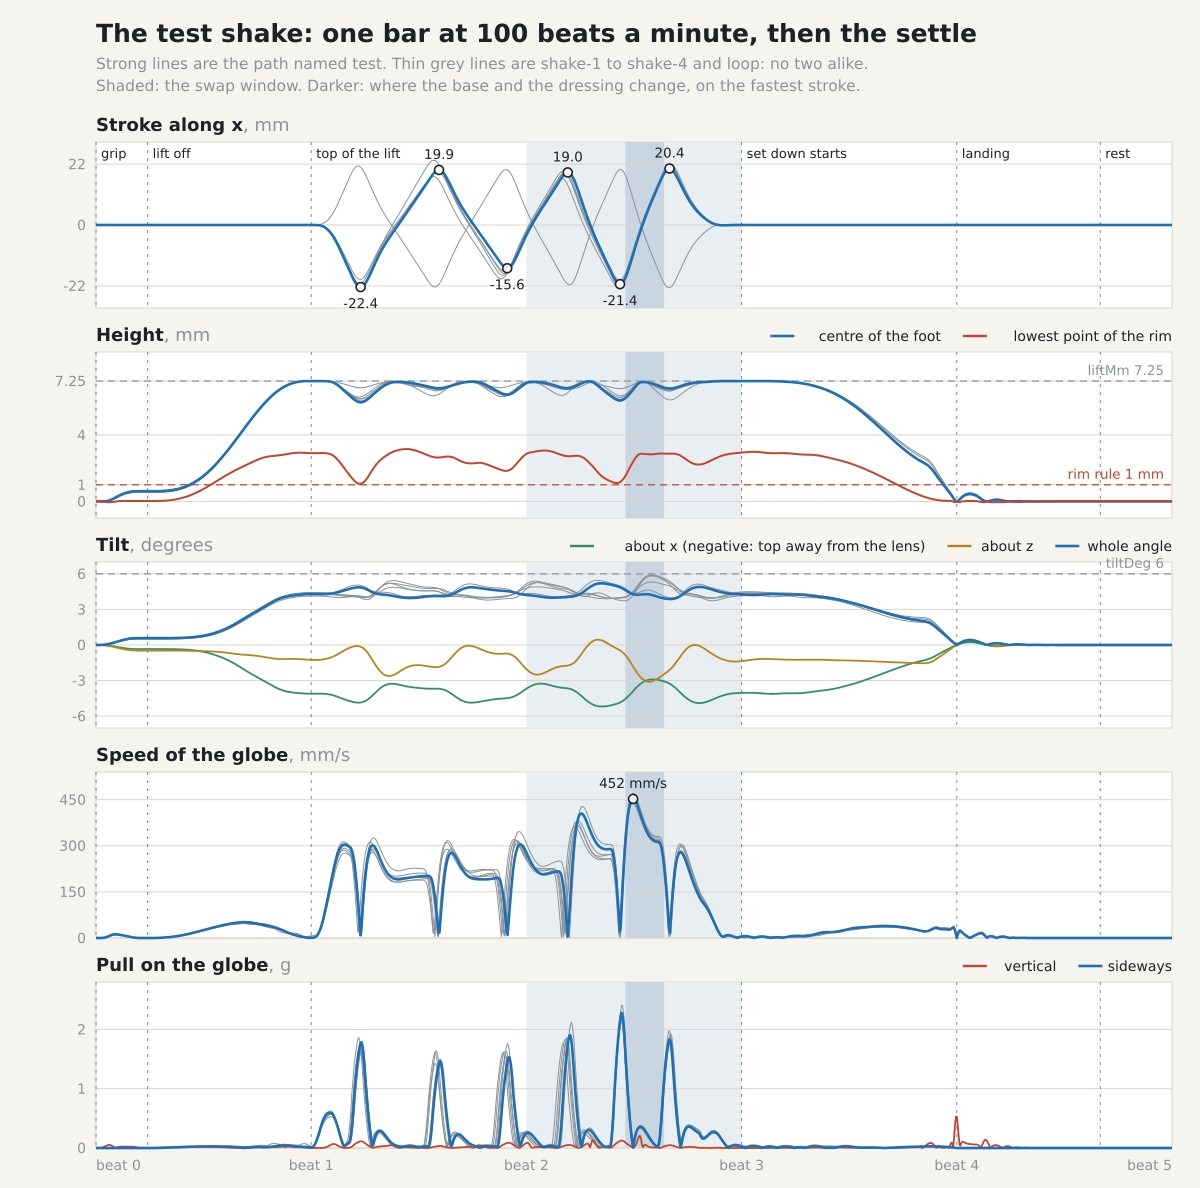 The test shake: one bar at 100 beats a minute, then the settle
Strong lines are the path named test. Thin grey lines are shake-1 to shake-4 and loop: no two alike.
Shaded: the swap window. Darker: where the base and the dressing change, on the fastest stroke.
Stroke along x, mm
grip lift off top of the lift 19.9 19.0 20.4 set down starts landing rest
22
0
-22
-22.4 -15.6 -21.4
Height, mm centre of the foot lowest point of the rim
7.25 liftMm 7.25
4
1 rim rule 1 mm
0
Tilt, degrees about x (negative: top away from the lens) about z whole angle
tiltDeg 6
6
3
0
-3
-6
Speed of the globe, mm/s
452 mm/s
450
300
150
0
Pull on the globe, g vertical sideways
2
1
0
beat 0 beat 1 beat 2 beat 3 beat 4 beat 5